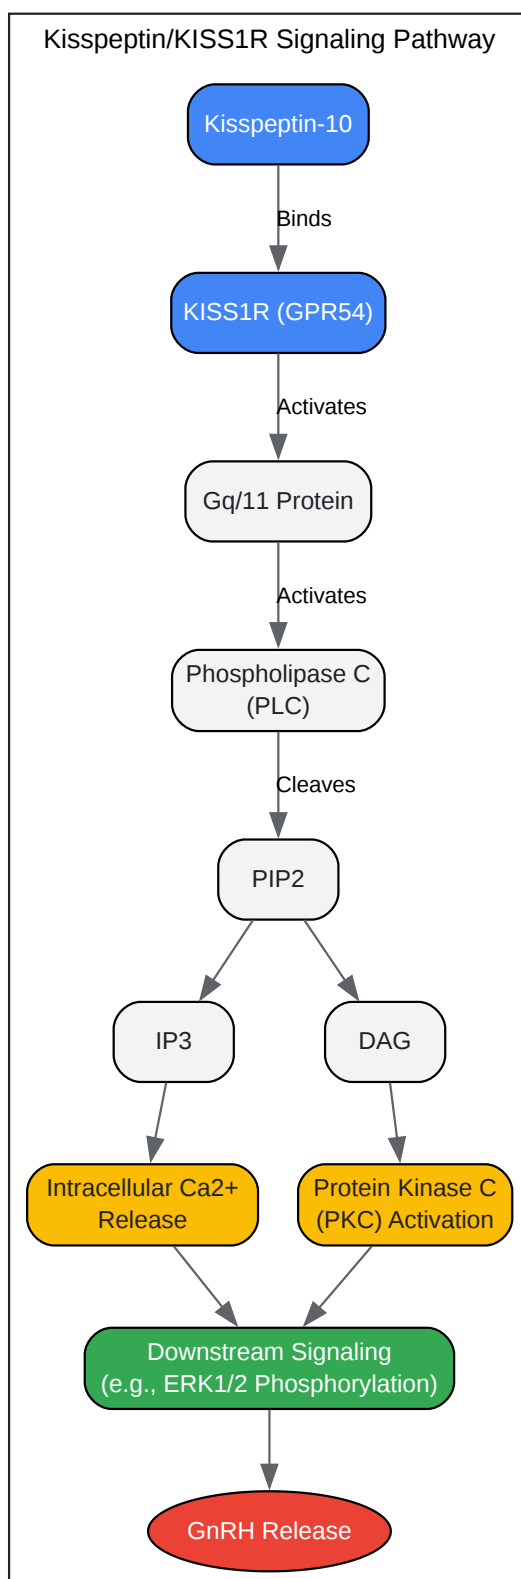 Kisspeptin/KISS1R Signaling Pathway
Kisspeptin-10
Binds
KISS1R (GPR54)
Activates
Gq/11 Protein
Activates
Phospholipase C
(PLC)
Cleaves
PIP2
IP3
DAG
Intracellular Ca2+
Release
Protein Kinase C
(PKC) Activation
Downstream Signaling
(e.g., ERK1/2 Phosphorylation)
GnRH Release